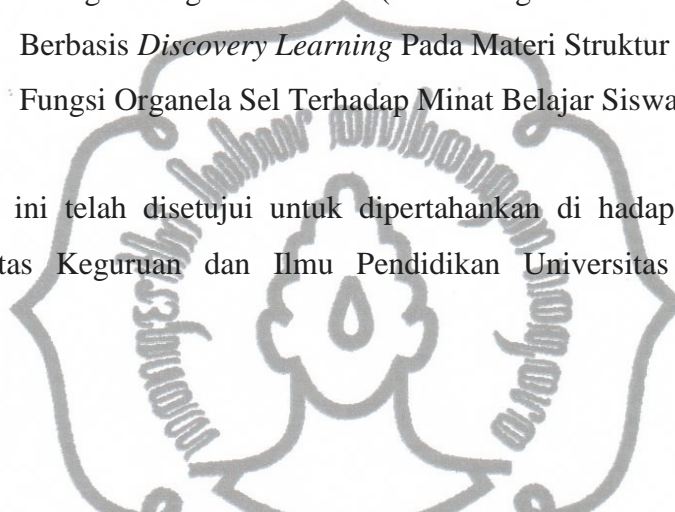 Berbasis Discovery Learning Pada Materi Struktur
Fungsi Organela Sel Terhadap Minat Belajar Siswa
ini telah disetujui untuk dipertahankan di hadap
tas Keguruan dan Ilmu Pendidikan Universitas